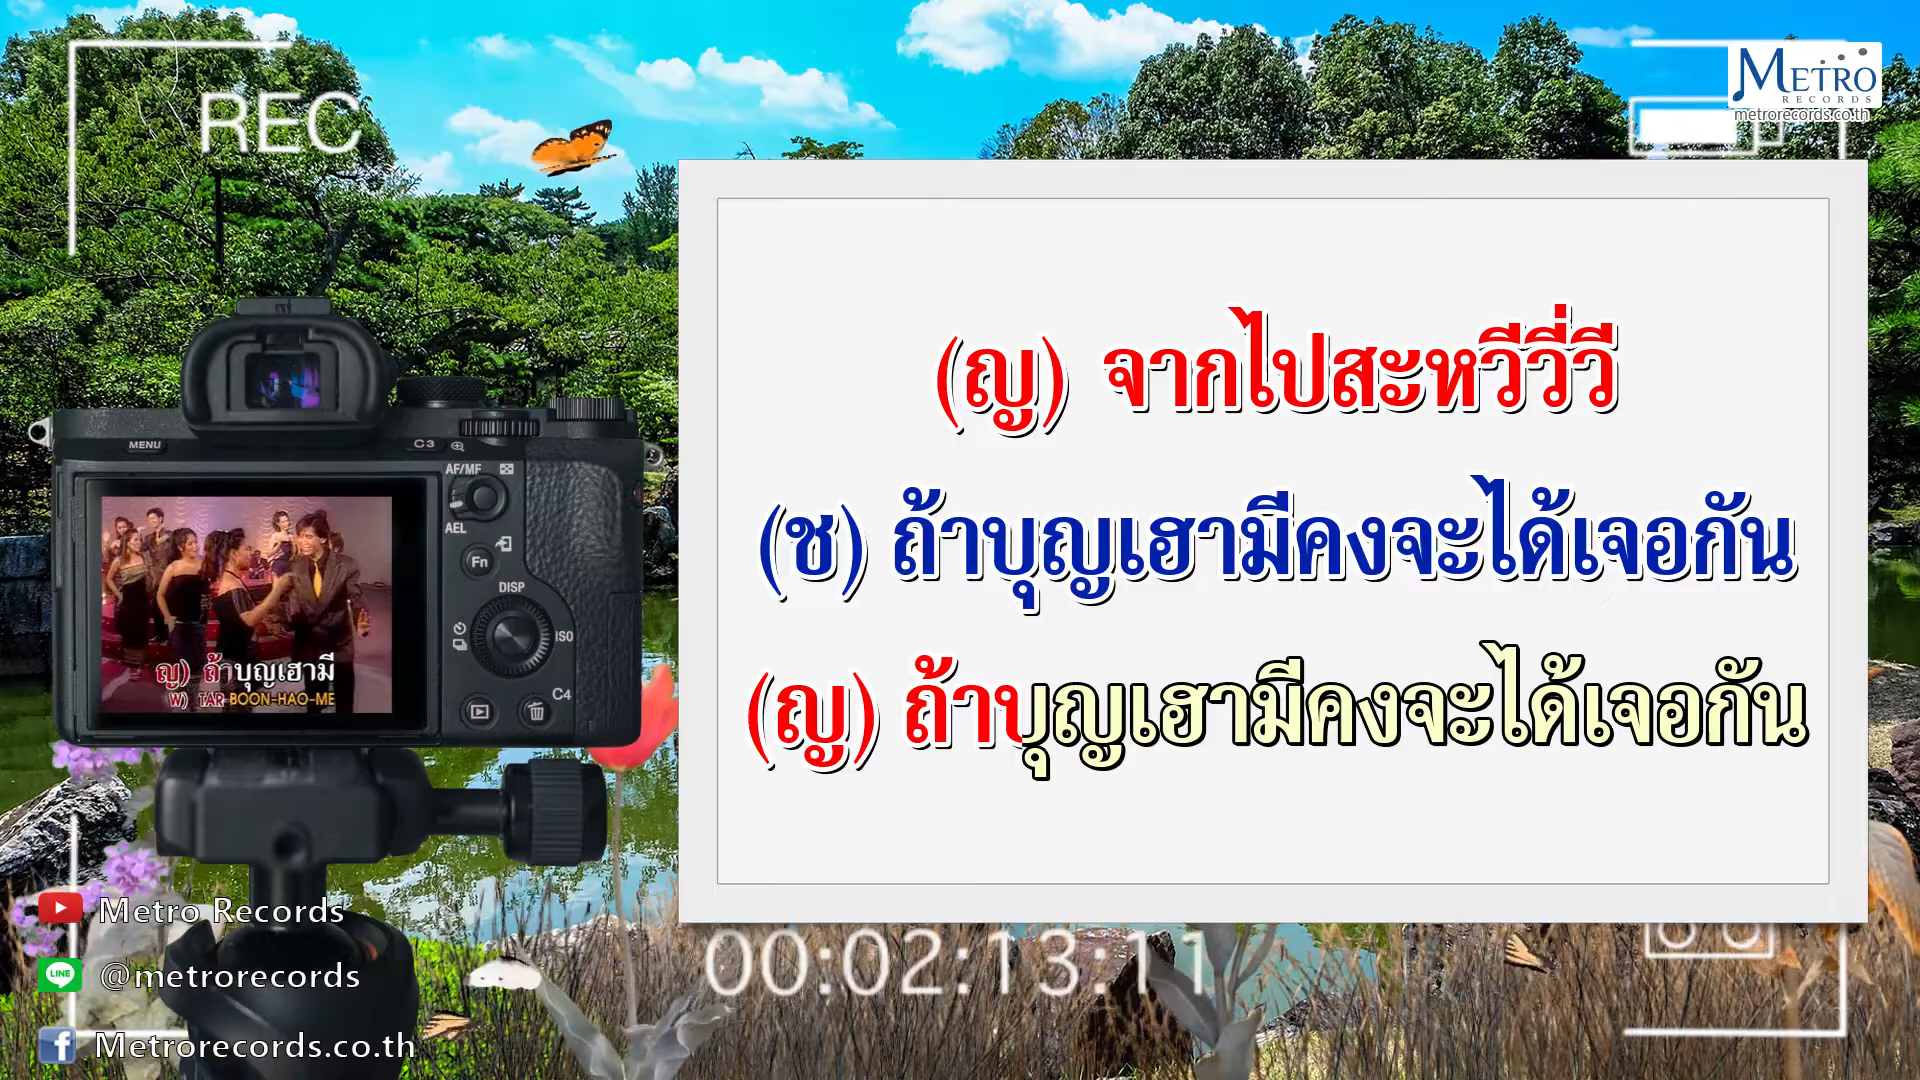 REC
METRO
RECORDS
metrorecords.co.th
(ญ) จากไปสะหวีวี่วี
(ช) ถ้าบุญเฮามีคงจะได้เจอกัน
(ญ) ถ้าบุญเฮามีคงจะได้เจอกัน
MENU
C3
AF/MF
AEL
Fn
DISP
ISO
C4
ญ) ถ้าบุญเฮามี
W) TAR-BOON-HAO-ME
Metro Records
LINE
@metrorecords
Metrorecords.co.th
00:02:13:11